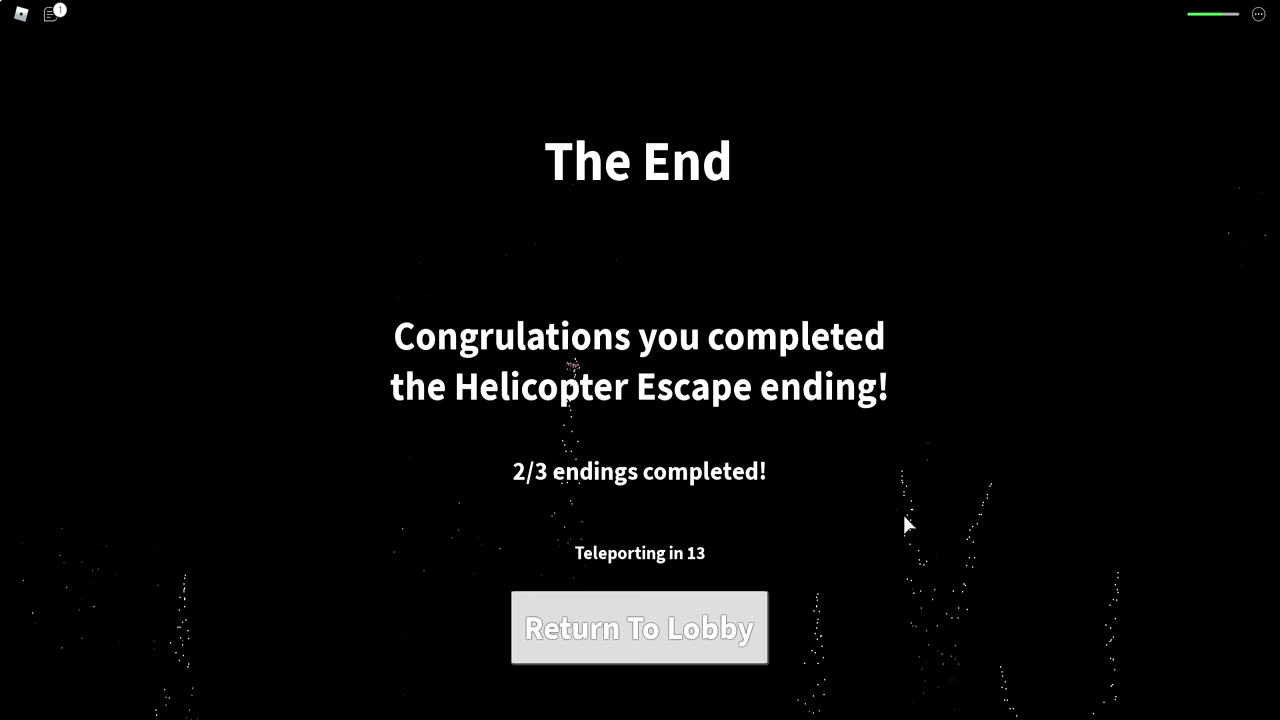 1
The End
Congrulations you completed
the Helicopter Escape ending!
2/3 endings completed!
Teleporting in 13
Return To Lobby